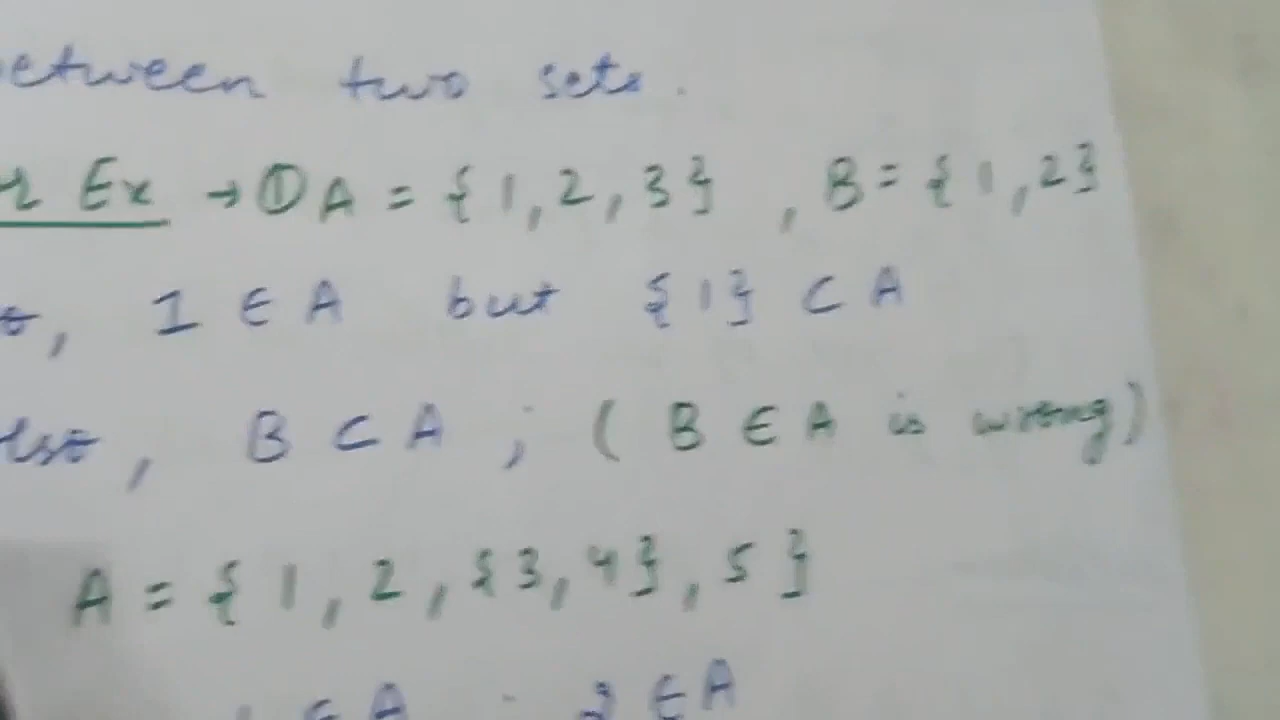 etween two sets.
r Ex → ① A = { 1, 2, 3 } , B = { 1, 2 }
, 1 ∈ A but { 1 } ⊂ A
, B ⊂ A ; ( B ∈ A is wrong )
A = { 1, 2, { 3, 4 }, 5 }
∈ A ; 2 ∈ A